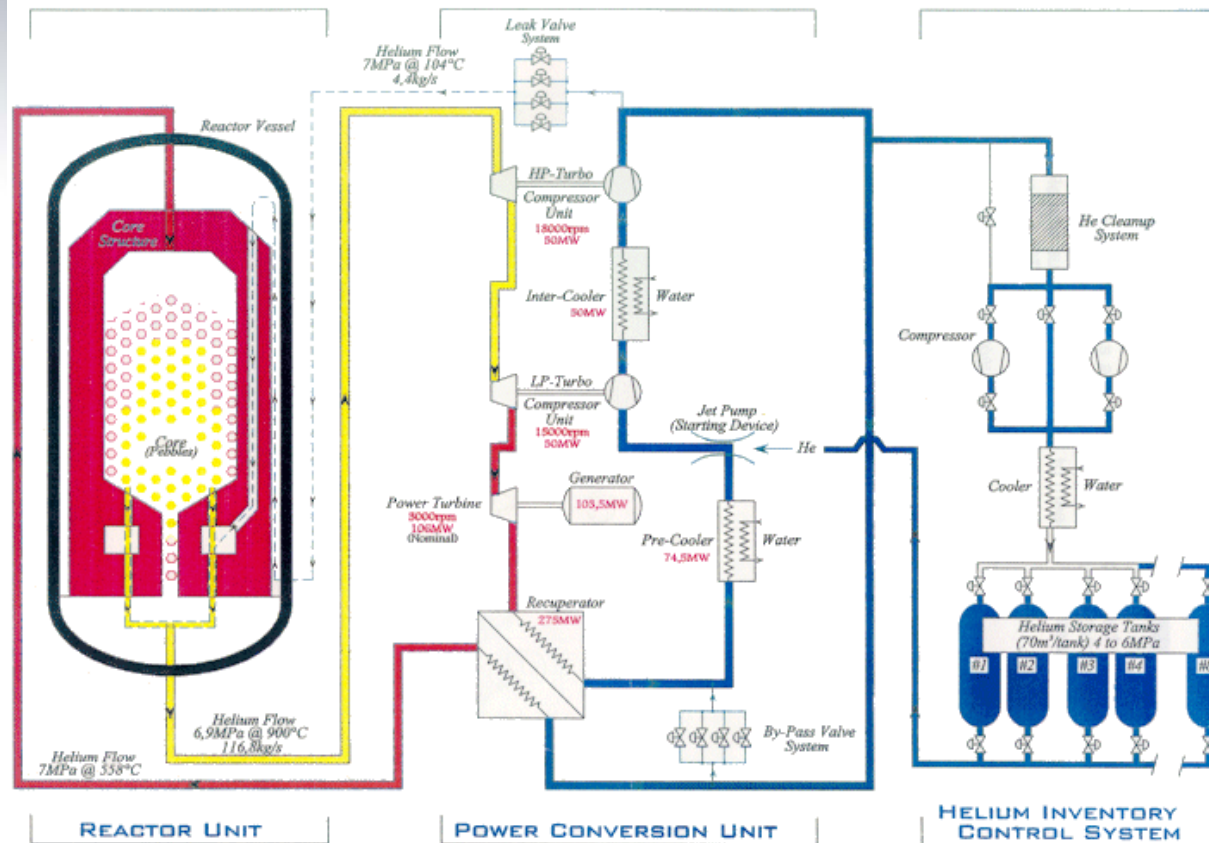 Leak Valve
System
Helium Flow
7MPa @ 104°C
4,4kg/s
Reactor Vessel
Core
Structure
Core
(Pebbles)
Helium Flow
6,9MPa @ 900°C
116,8kg/s
Helium Flow
7MPa @ 558°C
REACTOR UNIT
HP-Turbo
Compressor
Unit
18000rpm
50MW
Inter-Cooler
50MW
Water
LP-Turbo
Compressor
Unit
15000rpm
50MW
Jet Pump
(Starting Device)
He
Generator
103,5MW
Power Turbine
3000rpm
106MW
(Nominal)
Pre-Cooler
74,5MW
Water
Recuperator
275MW
By-Pass Valve
System
POWER CONVERSION UNIT
He Cleanup
System
Compressor
Cooler
Water
Helium Storage Tanks
(70m³/tank) 4 to 6MPa
#1 #2 #3 #4
HELIUM INVENTORY
CONTROL SYSTEM